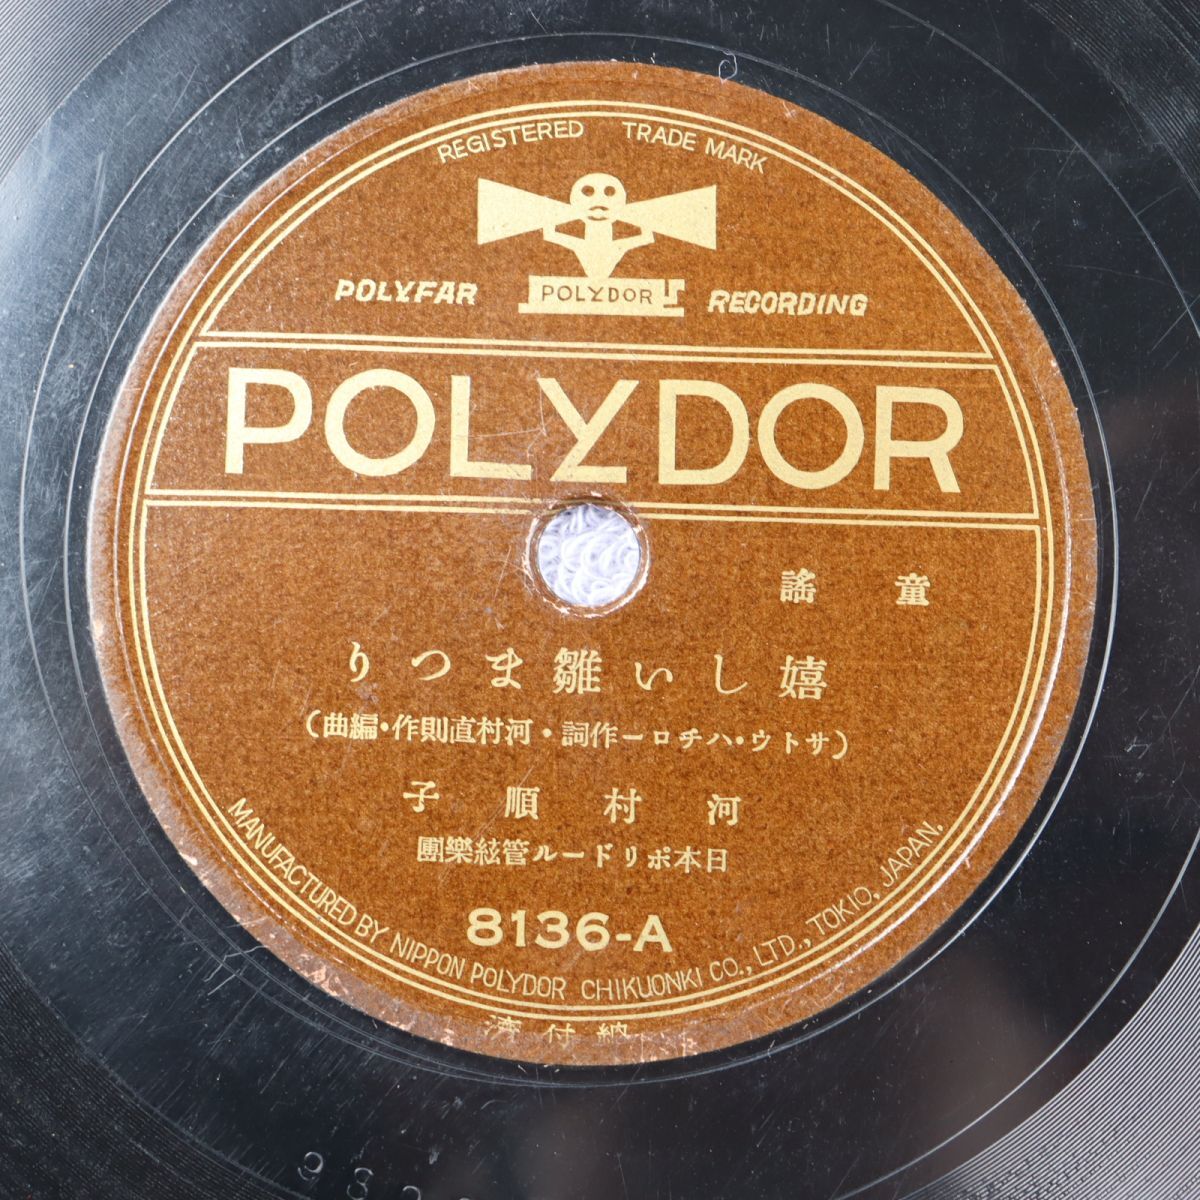 REGISTERED TRADE MARK
POLYFAR POLYDOR RECORDING
POLYDOR
童謠
嬉しい雛まつり
(サトウ・ハチロー作詞・河村直則作・編曲)
河村順子
日本ポリドール管絃樂團
8136-A
MANUFACTURED BY NIPPON POLYDOR CHIKUONKI CO., LTD., TOKIO, JAPAN.
納付濟